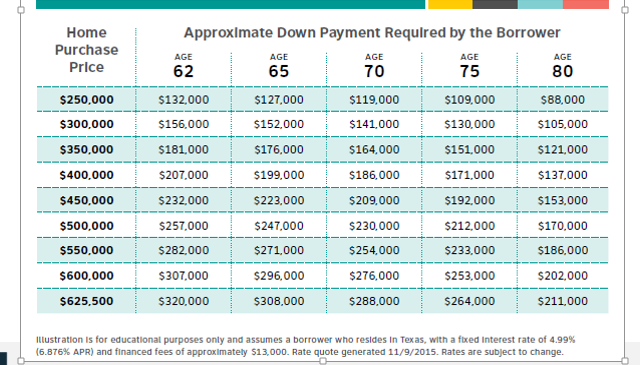 Home Purchase Price
Approximate Down Payment Required by the Borrower
AGE 62
AGE 65
AGE 70
AGE 75
AGE 80
$250,000 $132,000 $127,000 $119,000 $109,000 $88,000
$300,000 $156,000 $152,000 $141,000 $130,000 $105,000
$350,000 $181,000 $176,000 $164,000 $151,000 $121,000
$400,000 $207,000 $199,000 $186,000 $171,000 $137,000
$450,000 $232,000 $223,000 $209,000 $192,000 $153,000
$500,000 $257,000 $247,000 $230,000 $212,000 $170,000
$550,000 $282,000 $271,000 $254,000 $233,000 $186,000
$600,000 $307,000 $296,000 $276,000 $253,000 $202,000
$625,500 $320,000 $308,000 $288,000 $264,000 $211,000
Illustration is for educational purposes only and assumes a borrower who resides in Texas, with a fixed interest rate of 4.99%
(6.876% APR) and financed fees of approximately $13,000. Rate quote generated 11/9/2015. Rates are subject to change.